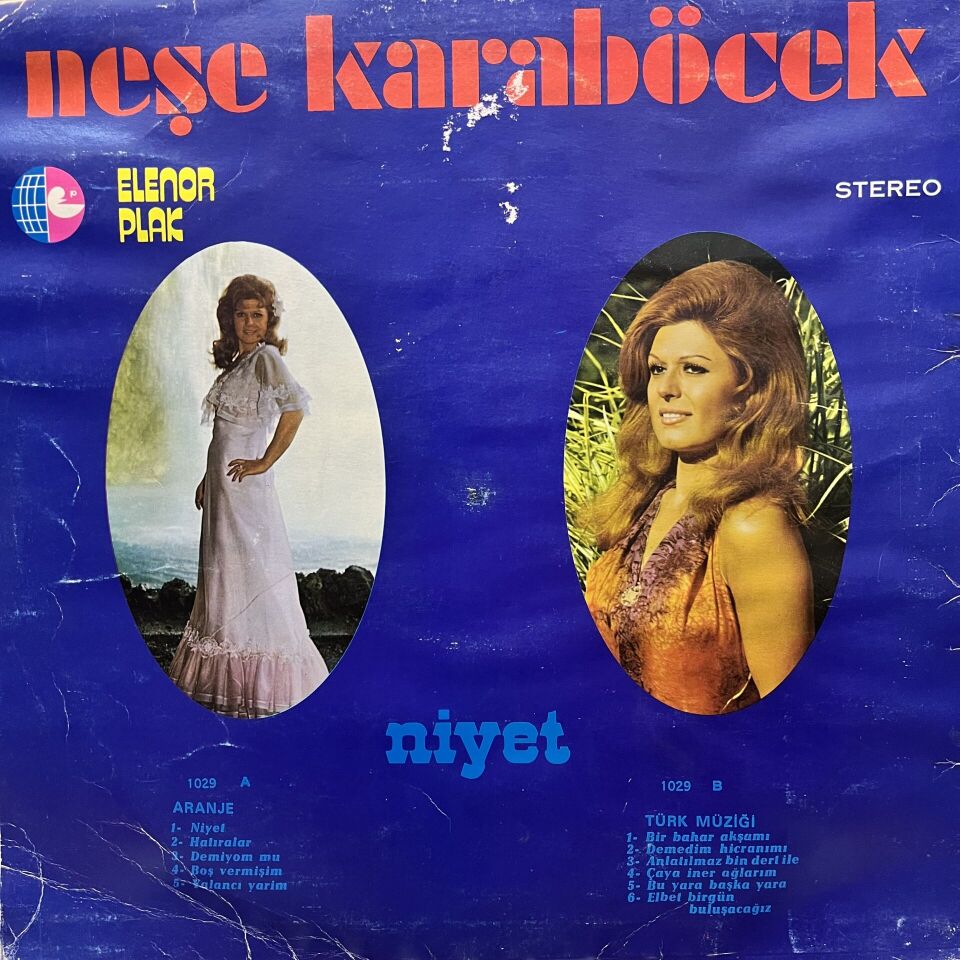 neşe karaböcek
ELENOR
PLAK
STEREO
niyet
1029 A
ARANJE
1- Niyet
2- Hatıralar
3- Demiyom mu
4- Boş vermişim
5- Yalancı yarim
1029 B
TÜRK MÜZİĞİ
1- Bir bahar akşamı
2- Demedim hicranımı
3- Anlatılmaz bin dert ile
4- Çaya iner ağlarım
5- Bu yara başka yara
6- Elbet birgün
buluşacağız